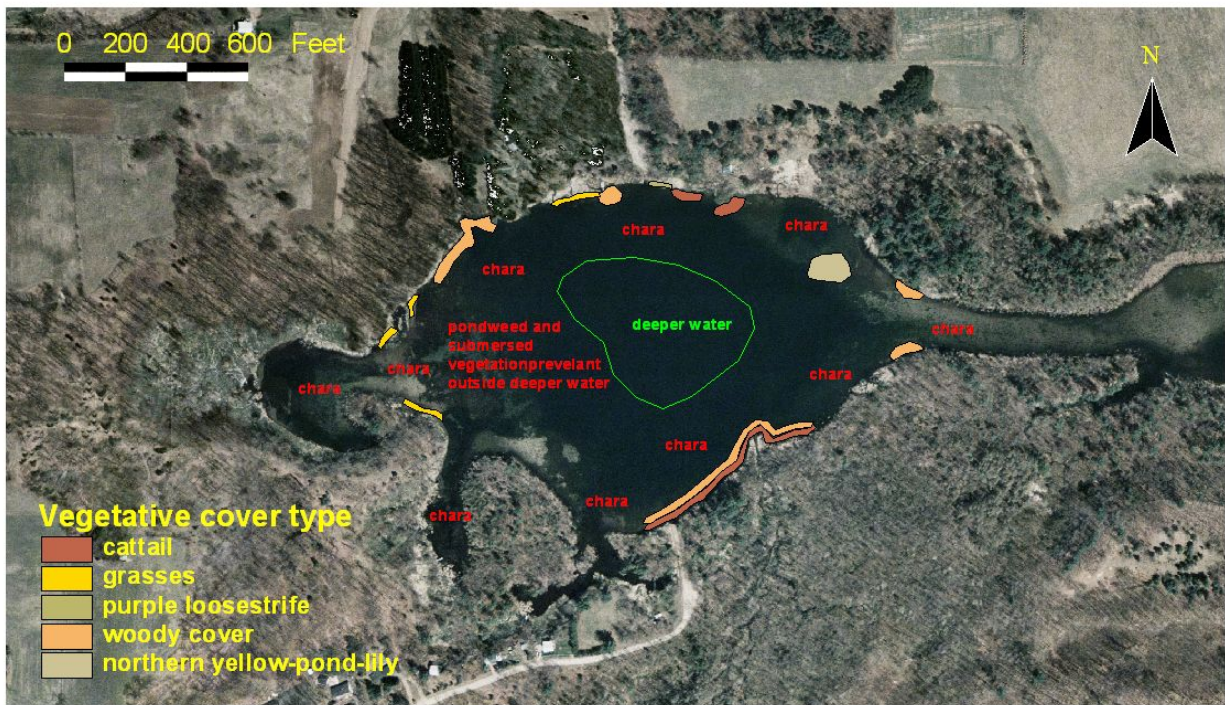 0 200 400 600 Feet
N
chara
chara
chara
deeper water
chara
pondweed and
submersed
vegetationprevelant
outside deeper water
chara
chara
chara
chara
chara
chara
Vegetative cover type
cattail
grasses
purple loosestrife
woody cover
northern yellow-pond-lily